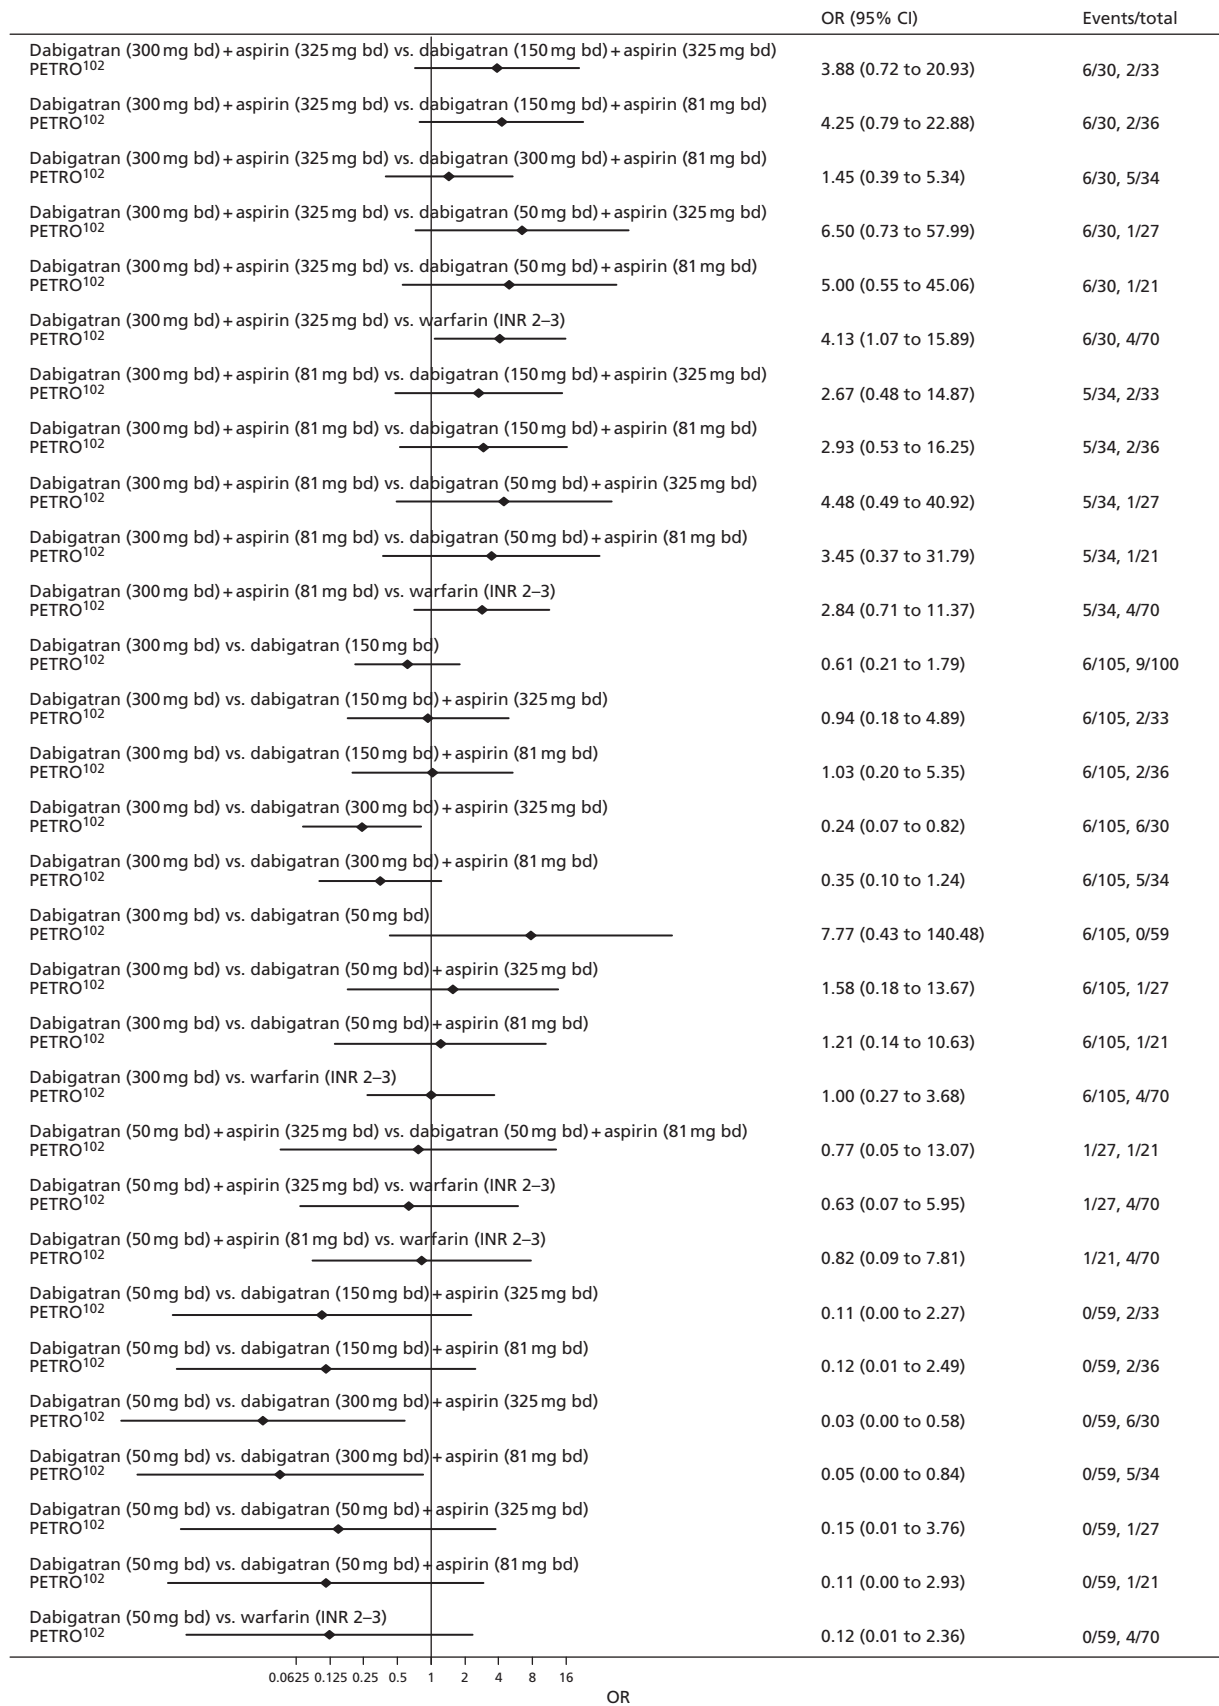 OR (95% CI) Events/total
Dabigatran (300 mg bd) + aspirin (325 mg bd) vs. dabigatran (150 mg bd) + aspirin (325 mg bd)
PETRO102 3.88 (0.72 to 20.93) 6/30, 2/33
Dabigatran (300 mg bd) + aspirin (325 mg bd) vs. dabigatran (150 mg bd) + aspirin (81 mg bd)
PETRO102 4.25 (0.79 to 22.88) 6/30, 2/36
Dabigatran (300 mg bd) + aspirin (325 mg bd) vs. dabigatran (300 mg bd) + aspirin (81 mg bd)
PETRO102 1.45 (0.39 to 5.34) 6/30, 5/34
Dabigatran (300 mg bd) + aspirin (325 mg bd) vs. dabigatran (50 mg bd) + aspirin (325 mg bd)
PETRO102 6.50 (0.73 to 57.99) 6/30, 1/27
Dabigatran (300 mg bd) + aspirin (325 mg bd) vs. dabigatran (50 mg bd) + aspirin (81 mg bd)
PETRO102 5.00 (0.55 to 45.06) 6/30, 1/21
Dabigatran (300 mg bd) + aspirin (325 mg bd) vs. warfarin (INR 2–3)
PETRO102 4.13 (1.07 to 15.89) 6/30, 4/70
Dabigatran (300 mg bd) + aspirin (81 mg bd) vs. dabigatran (150 mg bd) + aspirin (325 mg bd)
PETRO102 2.67 (0.48 to 14.87) 5/34, 2/33
Dabigatran (300 mg bd) + aspirin (81 mg bd) vs. dabigatran (150 mg bd) + aspirin (81 mg bd)
PETRO102 2.93 (0.53 to 16.25) 5/34, 2/36
Dabigatran (300 mg bd) + aspirin (81 mg bd) vs. dabigatran (50 mg bd) + aspirin (325 mg bd)
PETRO102 4.48 (0.49 to 40.92) 5/34, 1/27
Dabigatran (300 mg bd) + aspirin (81 mg bd) vs. dabigatran (50 mg bd) + aspirin (81 mg bd)
PETRO102 3.45 (0.37 to 31.79) 5/34, 1/21
Dabigatran (300 mg bd) + aspirin (81 mg bd) vs. warfarin (INR 2–3)
PETRO102 2.84 (0.71 to 11.37) 5/34, 4/70
Dabigatran (300 mg bd) vs. dabigatran (150 mg bd)
PETRO102 0.61 (0.21 to 1.79) 6/105, 9/100
Dabigatran (300 mg bd) vs. dabigatran (150 mg bd) + aspirin (325 mg bd)
PETRO102 0.94 (0.18 to 4.89) 6/105, 2/33
Dabigatran (300 mg bd) vs. dabigatran (150 mg bd) + aspirin (81 mg bd)
PETRO102 1.03 (0.20 to 5.35) 6/105, 2/36
Dabigatran (300 mg bd) vs. dabigatran (300 mg bd) + aspirin (325 mg bd)
PETRO102 0.24 (0.07 to 0.82) 6/105, 6/30
Dabigatran (300 mg bd) vs. dabigatran (300 mg bd) + aspirin (81 mg bd)
PETRO102 0.35 (0.10 to 1.24) 6/105, 5/34
Dabigatran (300 mg bd) vs. dabigatran (50 mg bd)
PETRO102 7.77 (0.43 to 140.48) 6/105, 0/59
Dabigatran (300 mg bd) vs. dabigatran (50 mg bd) + aspirin (325 mg bd)
PETRO102 1.58 (0.18 to 13.67) 6/105, 1/27
Dabigatran (300 mg bd) vs. dabigatran (50 mg bd) + aspirin (81 mg bd)
PETRO102 1.21 (0.14 to 10.63) 6/105, 1/21
Dabigatran (300 mg bd) vs. warfarin (INR 2–3)
PETRO102 1.00 (0.27 to 3.68) 6/105, 4/70
Dabigatran (50 mg bd) + aspirin (325 mg bd) vs. dabigatran (50 mg bd) + aspirin (81 mg bd)
PETRO102 0.77 (0.05 to 13.07) 1/27, 1/21
Dabigatran (50 mg bd) + aspirin (325 mg bd) vs. warfarin (INR 2–3)
PETRO102 0.63 (0.07 to 5.95) 1/27, 4/70
Dabigatran (50 mg bd) + aspirin (81 mg bd) vs. warfarin (INR 2–3)
PETRO102 0.82 (0.09 to 7.81) 1/21, 4/70
Dabigatran (50 mg bd) vs. dabigatran (150 mg bd) + aspirin (325 mg bd)
PETRO102 0.11 (0.00 to 2.27) 0/59, 2/33
Dabigatran (50 mg bd) vs. dabigatran (150 mg bd) + aspirin (81 mg bd)
PETRO102 0.12 (0.01 to 2.49) 0/59, 2/36
Dabigatran (50 mg bd) vs. dabigatran (300 mg bd) + aspirin (325 mg bd)
PETRO102 0.03 (0.00 to 0.58) 0/59, 6/30
Dabigatran (50 mg bd) vs. dabigatran (300 mg bd) + aspirin (81 mg bd)
PETRO102 0.05 (0.00 to 0.84) 0/59, 5/34
Dabigatran (50 mg bd) vs. dabigatran (50 mg bd) + aspirin (325 mg bd)
PETRO102 0.15 (0.01 to 3.76) 0/59, 1/27
Dabigatran (50 mg bd) vs. dabigatran (50 mg bd) + aspirin (81 mg bd)
PETRO102 0.11 (0.00 to 2.93) 0/59, 1/21
Dabigatran (50 mg bd) vs. warfarin (INR 2–3)
PETRO102 0.12 (0.01 to 2.36) 0/59, 4/70
0.0625 0.125 0.25 0.5 1 2 4 8 16
OR